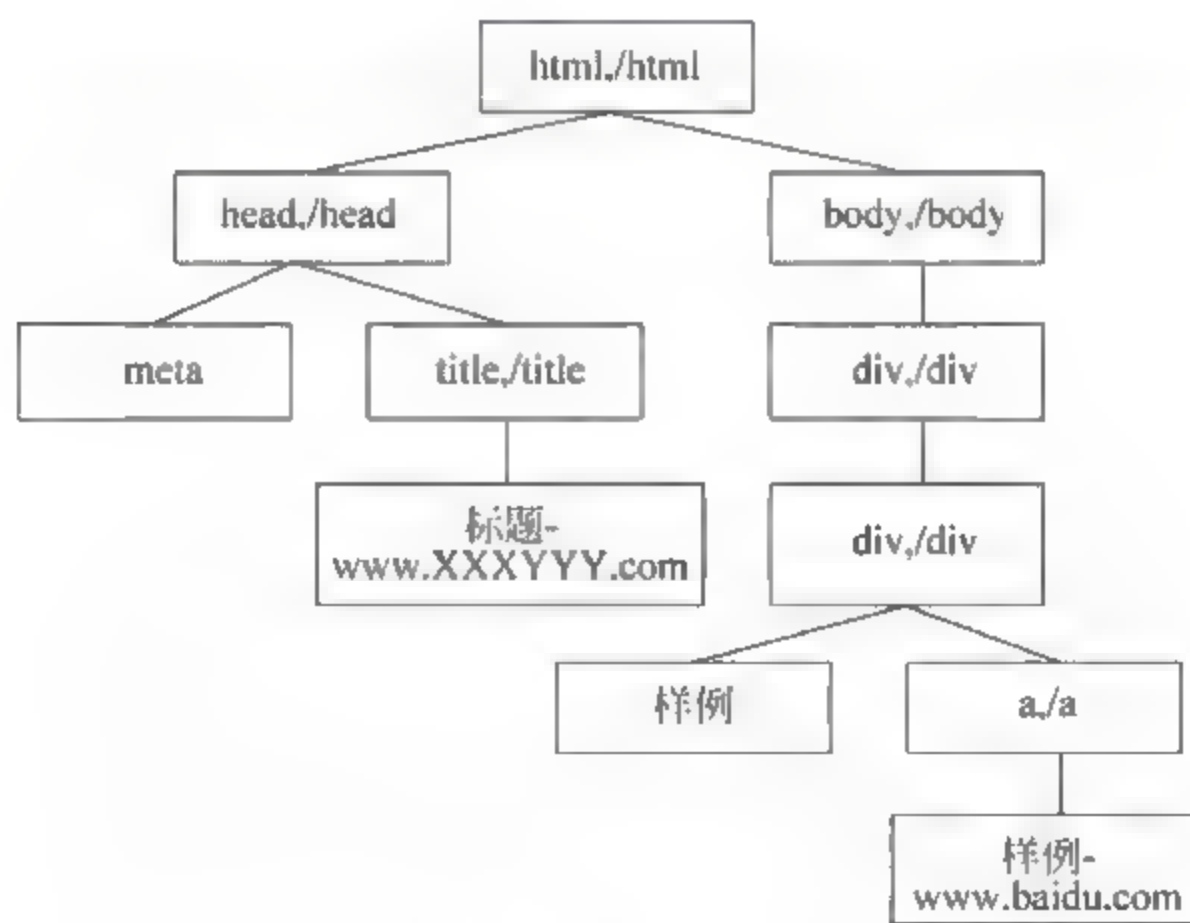 html,/html
head,/head
body,/body
meta
title,/title
div,/div
标题-
www.XXXYYY.com
div,/div
样例
a,/a
样例-
www.baidu.com